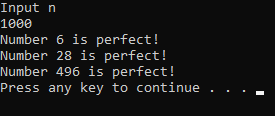 Input n
1000
Number 6 is perfect!
Number 28 is perfect!
Number 496 is perfect!
Press any key to continue . . .